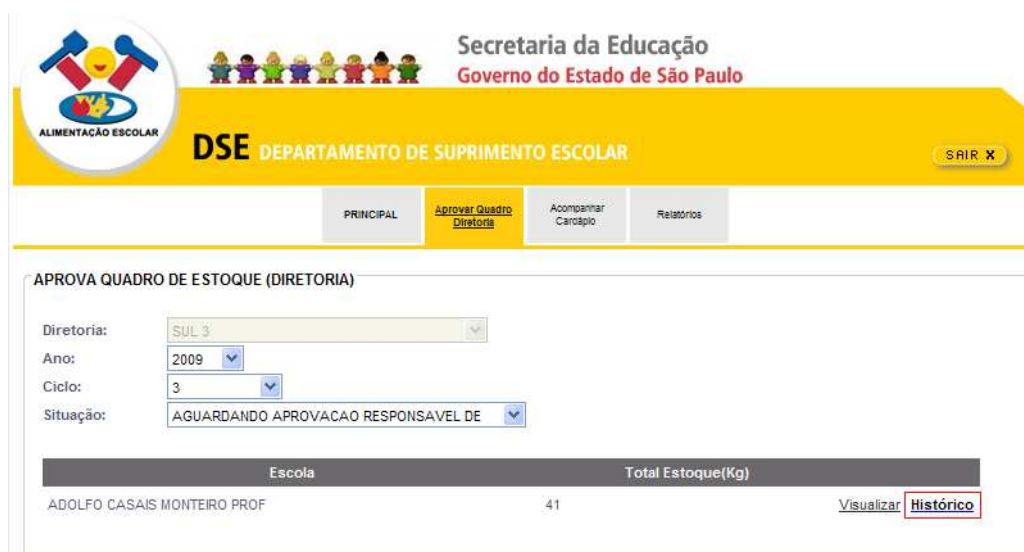 Secretaria da Educação
Governo do Estado de São Paulo
ALIMENTAÇÃO ESCOLAR
DSE DEPARTAMENTO DE SUPRIMENTO ESCOLAR
SAIR X
PRINCIPAL
Aprovar Quadro
Diretoria
Acompanhar
Cardápio
Relatórios
APROVA QUADRO DE ESTOQUE (DIRETORIA)
Diretoria: SUL 3
Ano: 2009
Ciclo: 3
Situação: AGUARDANDO APROVACAO RESPONSAVEL DE
Escola Total Estoque(Kg)
ADOLFO CASAIS MONTEIRO PROF 41 Visualizar Histórico